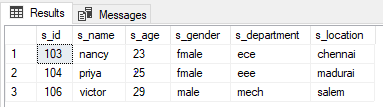 Results Messages
s_id s_name s_age s_gender s_department s_location
1 103 nancy 23 fmale ece chennai
2 104 priya 25 fmale eee madurai
3 106 victor 29 male mech salem